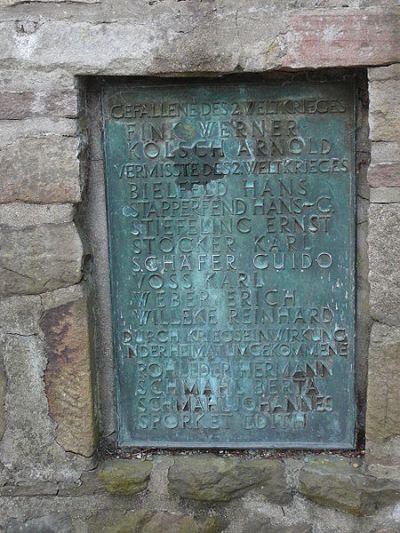 GEFALLENE DES 2. WELTKRIEGES
FINK WERNER
KÖLSCH ARNOLD
VERMISSTE DES 2. WELTKRIEGES
BIELFELD HANS
STAPPERFEND HANS-G.
STIEFELING ERNST
STÖCKER KARL
SCHÄFER GUIDO
VOSS KARL
WEBER ERICH
WILLEKE REINHARD
DURCH KRIEGSEINWIRKUNG
IN DER HEIMAT UMGEKOMMENE
ROHLEDER HERMANN
SCHMAHL BERTA
SCHMAHL JOHANNES
SPORKET EDITH